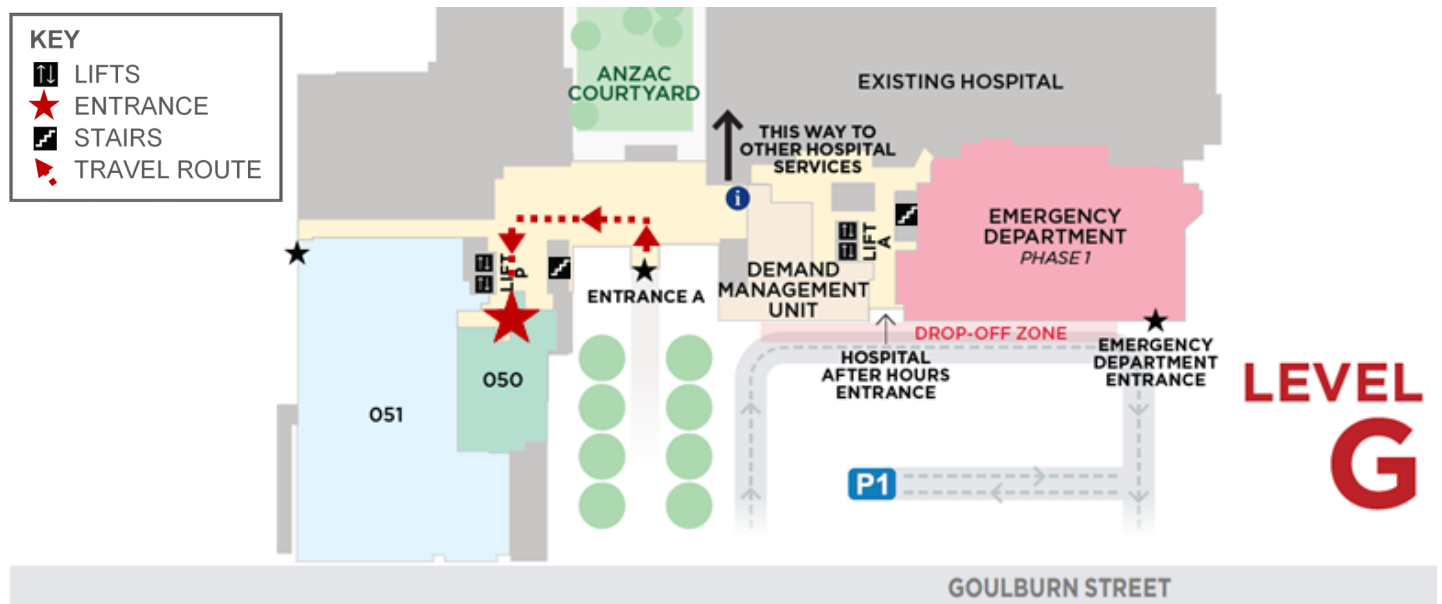 KEY
LIFTS
ENTRANCE
STAIRS
TRAVEL ROUTE
ANZAC
COURTYARD
EXISTING HOSPITAL
THIS WAY TO
OTHER HOSPITAL
SERVICES
i
EMERGENCY
DEPARTMENT
PHASE 1
LIFT
A
LIFT
P
DEMAND
MANAGEMENT
UNIT
ENTRANCE A
DROP-OFF ZONE
HOSPITAL
AFTER HOURS
ENTRANCE
EMERGENCY
DEPARTMENT
ENTRANCE
050
051
LEVEL
G
P1
GOULBURN STREET